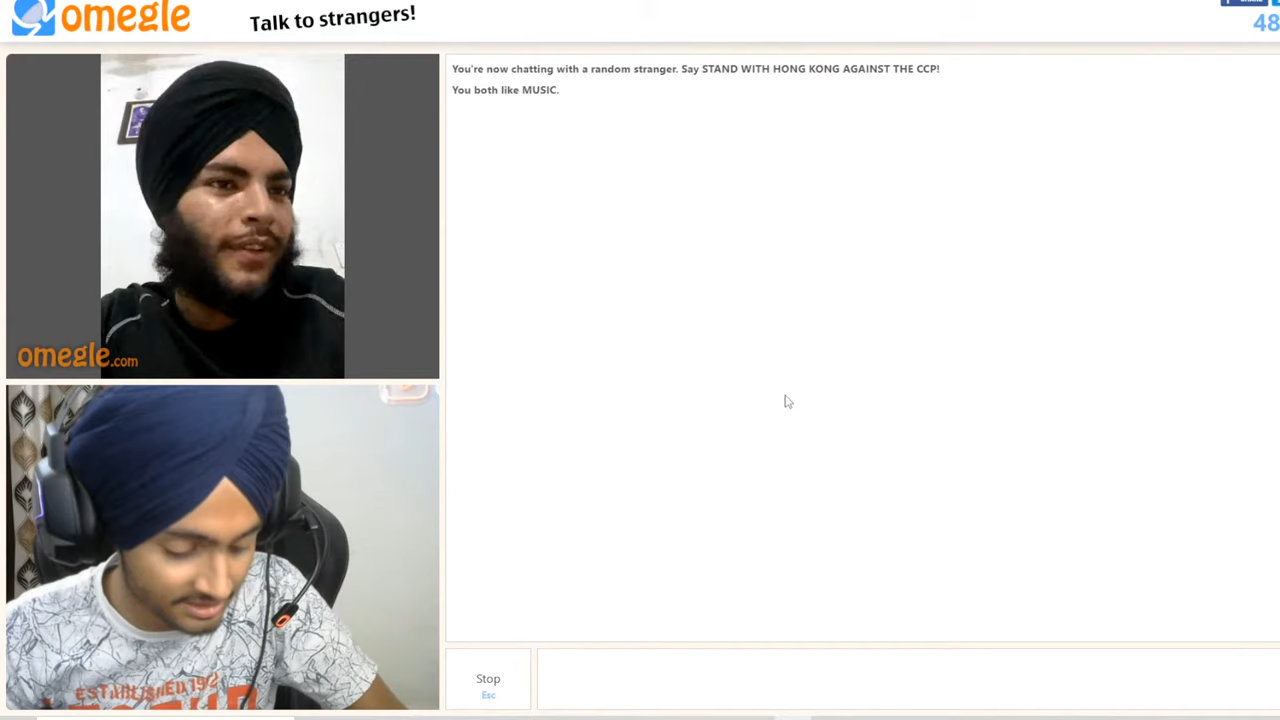 omegle
Talk to strangers!
48
You're now chatting with a random stranger. Say STAND WITH HONG KONG AGAINST THE CCP!
You both like MUSIC.
omegle.com
ESTABLISHED
Stop
Esc